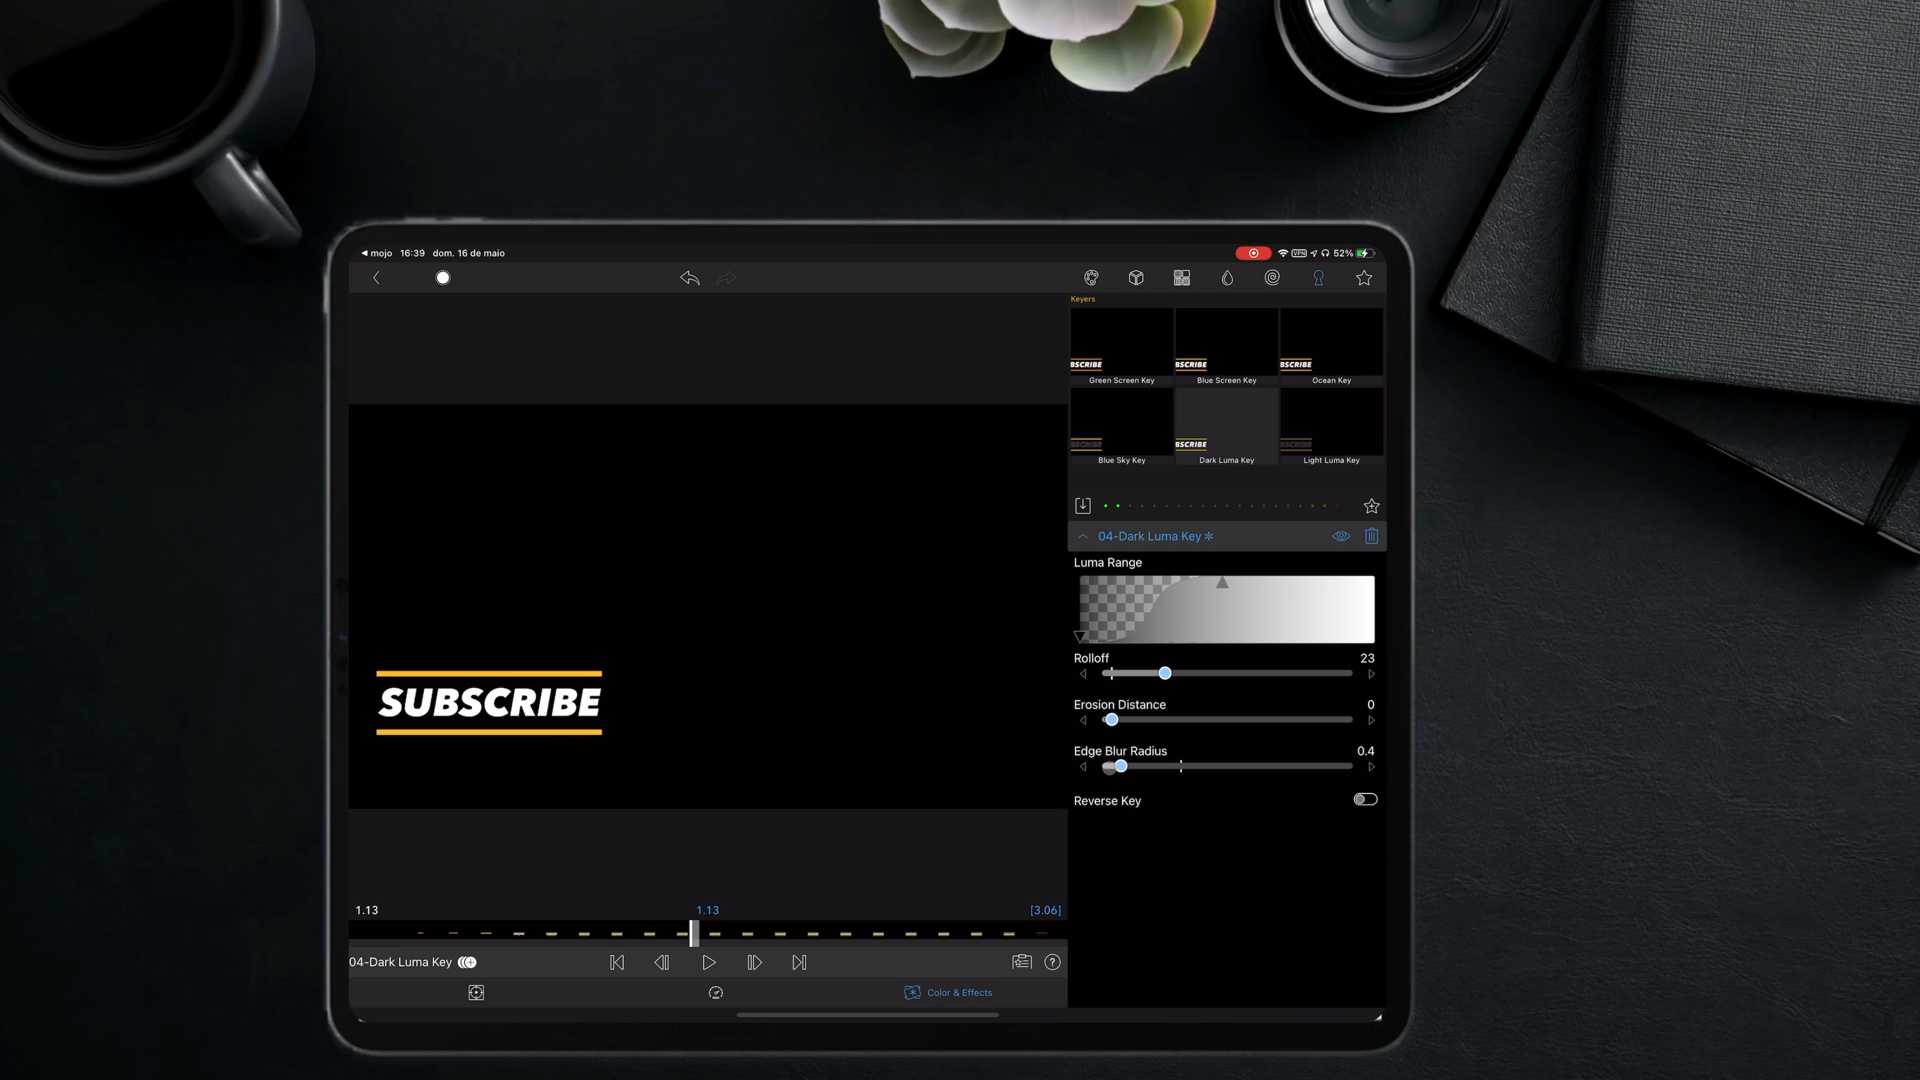 ◀ mojo 16:39 dom. 16 de maio
VPN 52%
Keyers
BSCRIBE
BSCRIBE
BSCRIBE
Green Screen Key
Blue Screen Key
Ocean Key
BSCRIBE
BSCRIBE
BSCRIBE
Blue Sky Key
Dark Luma Key
Light Luma Key
04-Dark Luma Key
Luma Range
Rolloff 23
Erosion Distance 0
Edge Blur Radius 0.4
Reverse Key
SUBSCRIBE
1.13 1.13 [3.06]
04-Dark Luma Key
Color & Effects